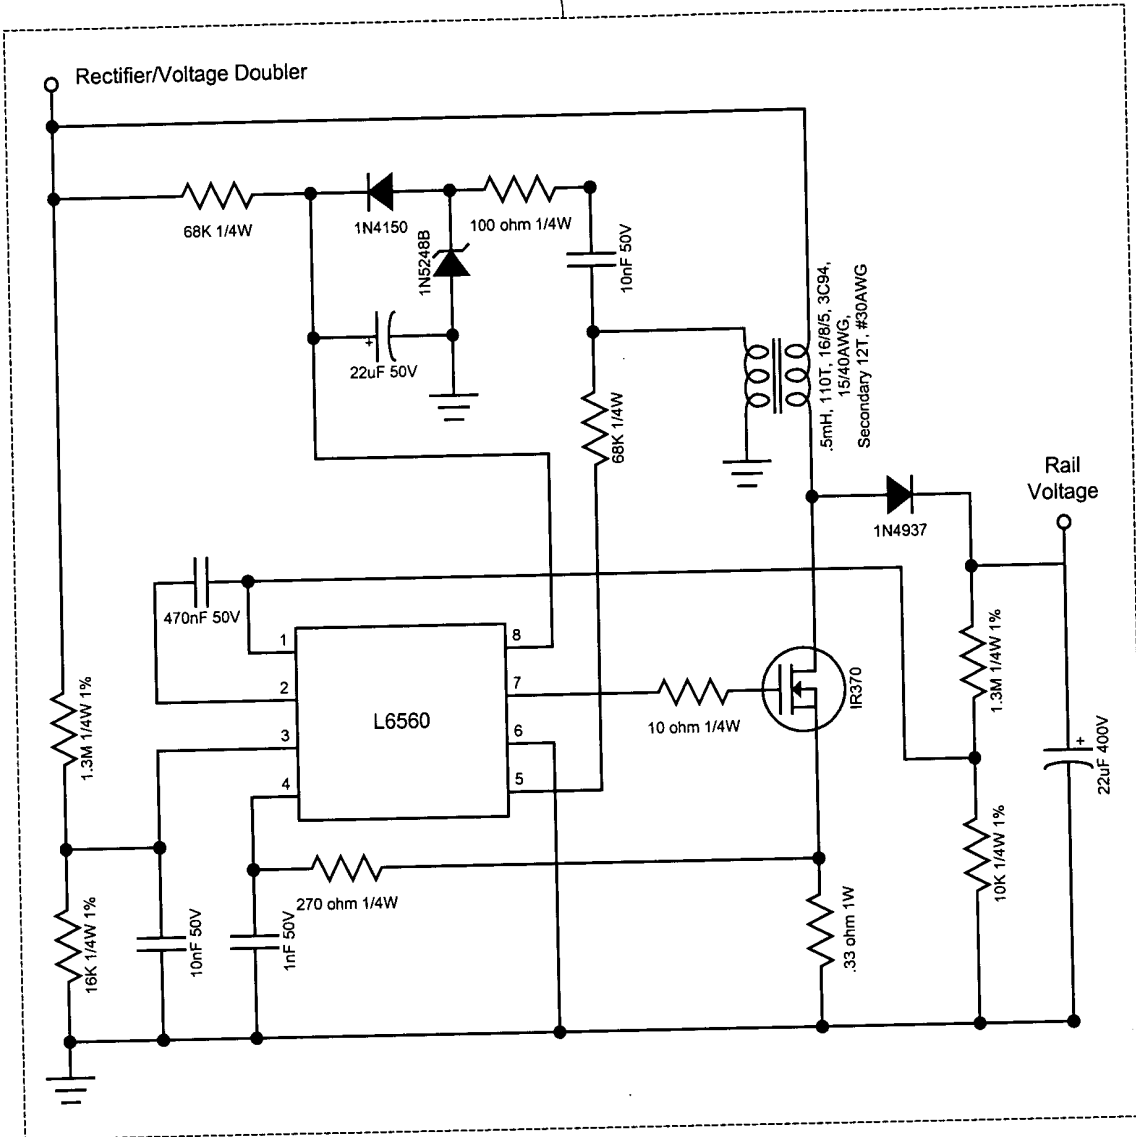 Rectifier/Voltage Doubler
68K 1/4W
1N4150
100 ohm 1/4W
1N5248B
10nF 50V
+
22uF 50V
68K 1/4W
.5mH, 110T, 16/8/5, 3C94,
15/40AWG,
Secondary 12T, #30AWG
Rail
Voltage
1N4937
470nF 50V
1
2
3
4
8
7
6
5
L6560
10 ohm 1/4W
IR370
1.3M 1/4W 1%
1.3M 1/4W 1%
+
22uF 400V
10K 1/4W 1%
270 ohm 1/4W
16K 1/4W 1%
10nF 50V
1nF 50V
.33 ohm 1W